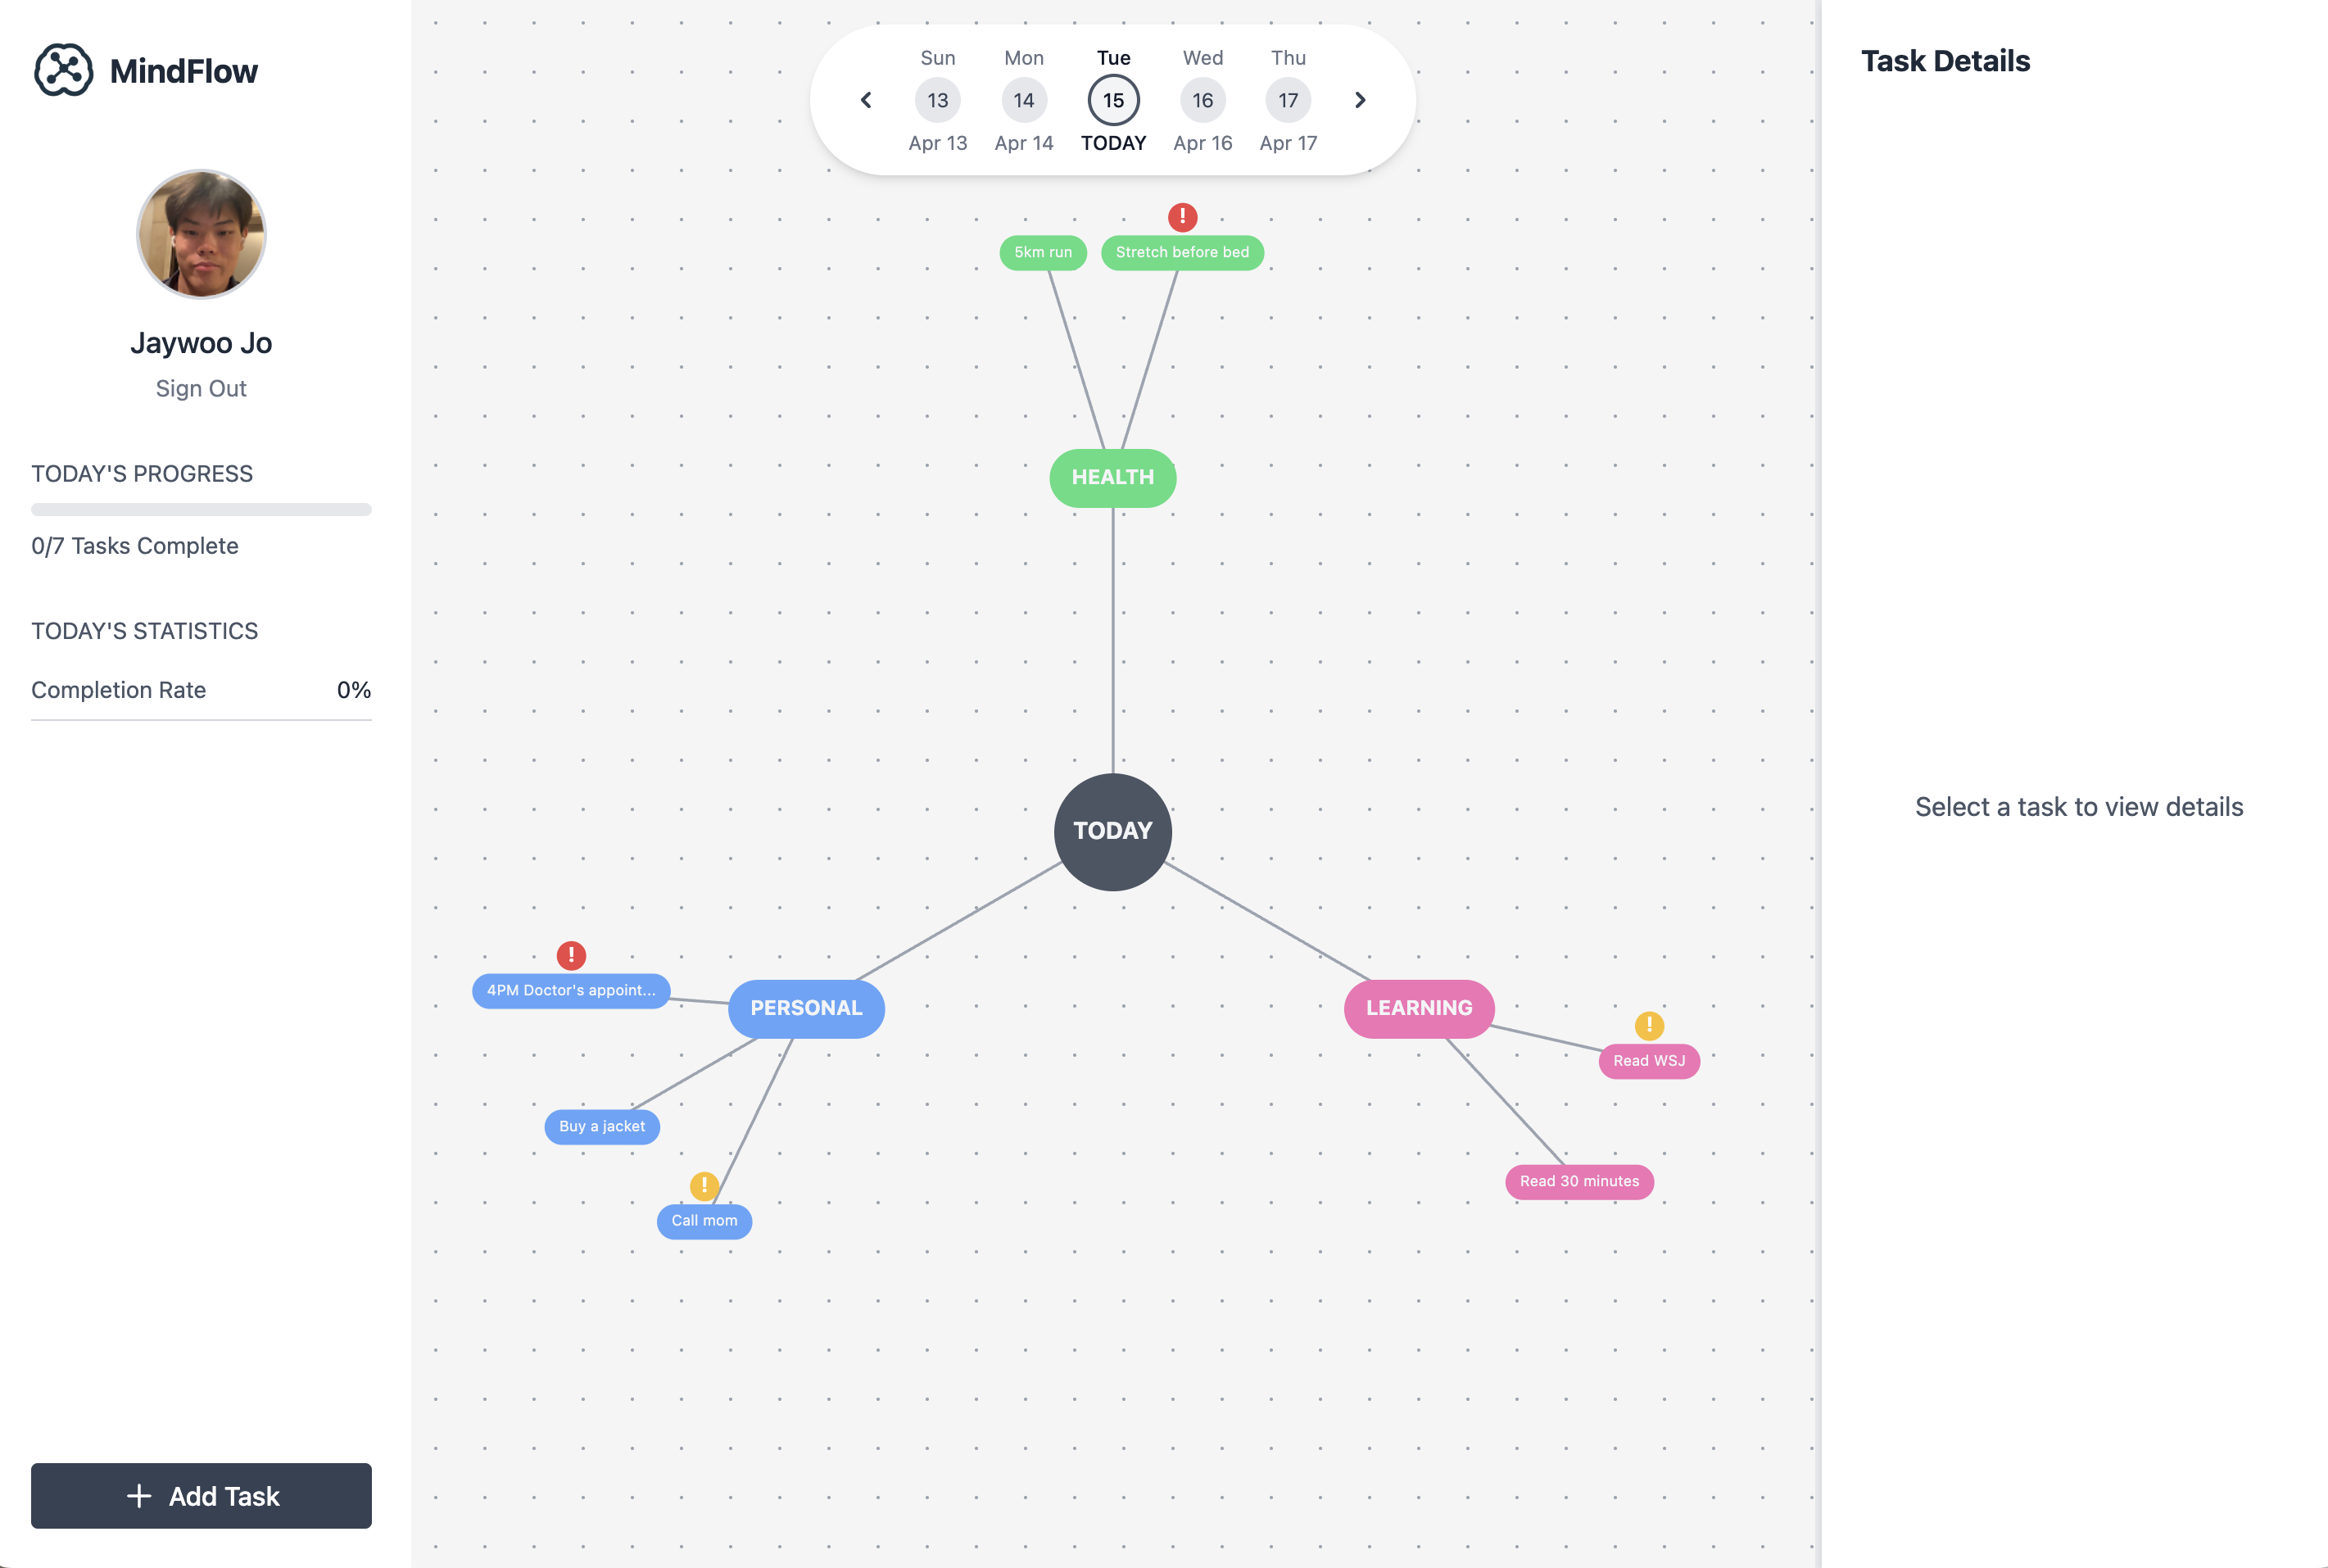 MindFlow
Jaywoo Jo
Sign Out
TODAY'S PROGRESS
0/7 Tasks Complete
TODAY'S STATISTICS
Completion Rate 0%
+ Add Task
Sun Mon Tue Wed Thu
13 14 15 16 17
Apr 13 Apr 14 TODAY Apr 16 Apr 17
!
5km run Stretch before bed
HEALTH
TODAY
!
4PM Doctor's appoint...
PERSONAL
LEARNING
!
Read WSJ
Buy a jacket
Read 30 minutes
!
Call mom
Task Details
Select a task to view details